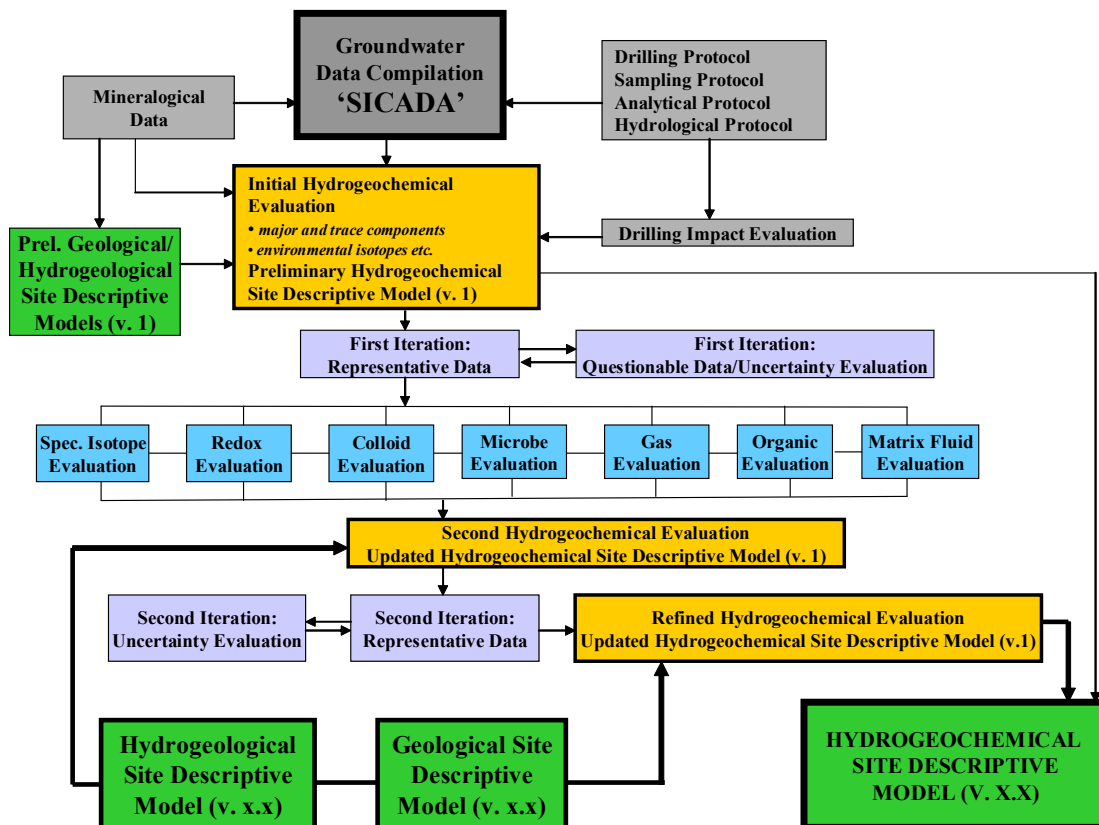 Groundwater
Data Compilation
‘SICADA’
Drilling Protocol
Sampling Protocol
Analytical Protocol
Hydrological Protocol
Mineralogical
Data
Initial Hydrogeochemical
Evaluation
• major and trace components
• environmental isotopes etc.
Preliminary Hydrogeochemical
Site Descriptive Model (v. 1)
Drilling Impact Evaluation
Prel. Geological/
Hydrogeological
Site Descriptive
Models (v. 1)
First Iteration:
Representative Data
First Iteration:
Questionable Data/Uncertainty Evaluation
Spec. Isotope
Evaluation
Redox
Evaluation
Colloid
Evaluation
Microbe
Evaluation
Gas
Evaluation
Organic
Evaluation
Matrix Fluid
Evaluation
Second Hydrogeochemical Evaluation
Updated Hydrogeochemical Site Descriptive Model (v. 1)
Second Iteration:
Uncertainty Evaluation
Second Iteration:
Representative Data
Refined Hydrogeochemical Evaluation
Updated Hydrogeochemical Site Descriptive Model (v.1)
Hydrogeological
Site Descriptive
Model (v. x.x)
Geological Site
Descriptive
Model (v. x.x)
HYDROGEOCHEMICAL
SITE DESCRIPTIVE
MODEL (V. X.X)